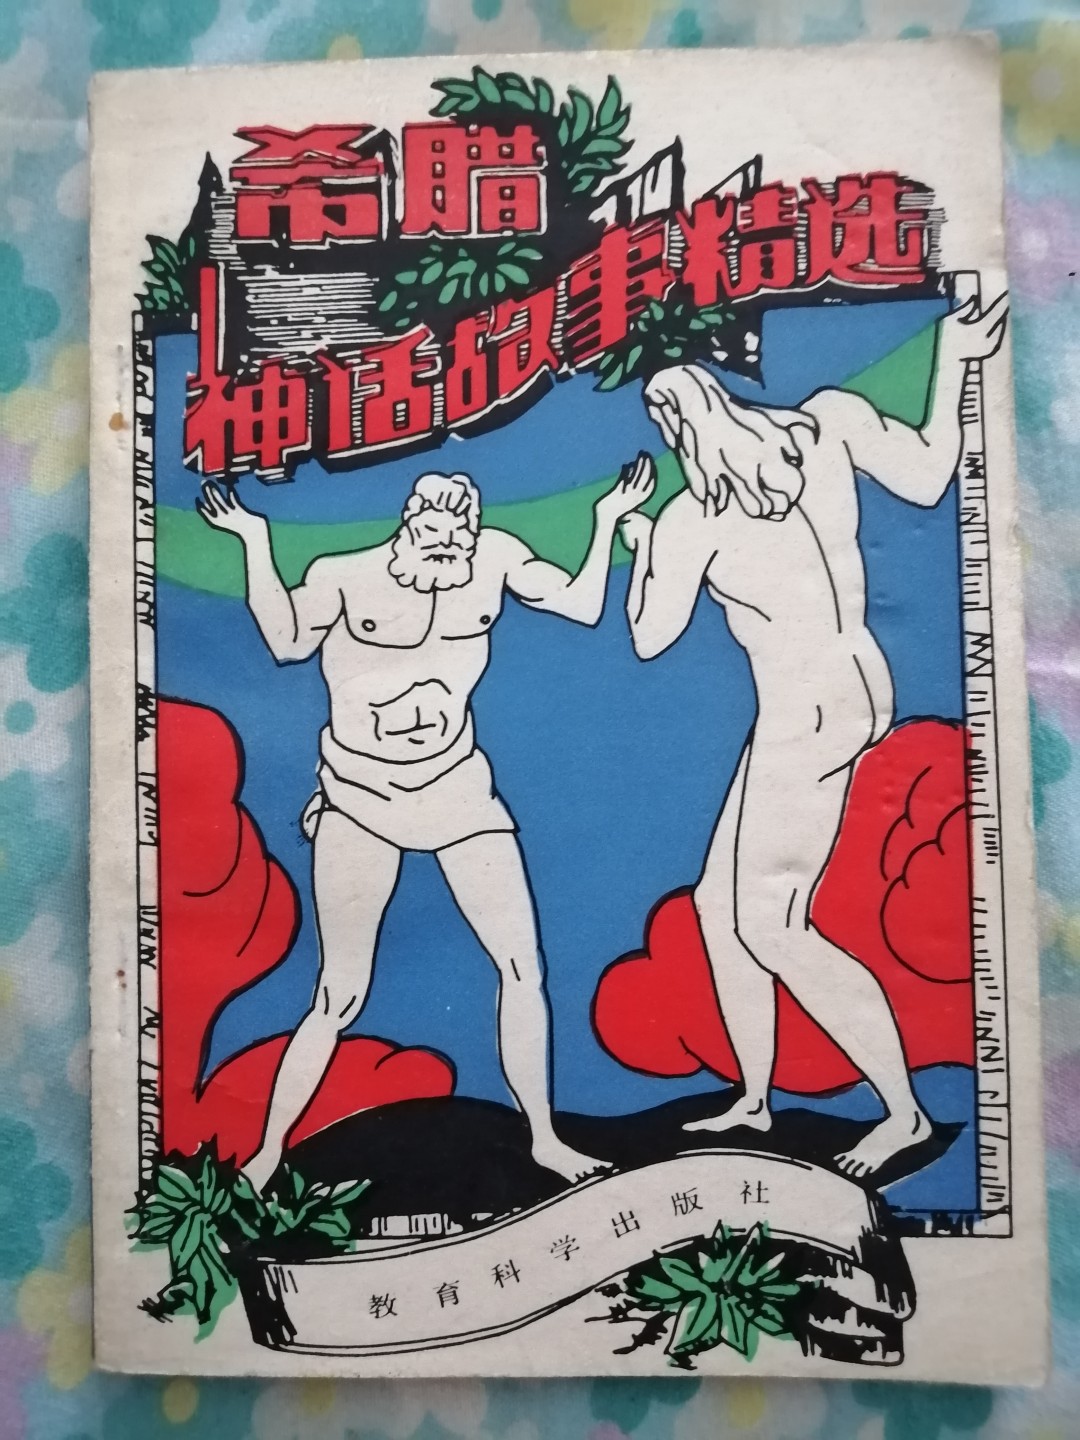 希腊
神话故事精选
教育科学出版社